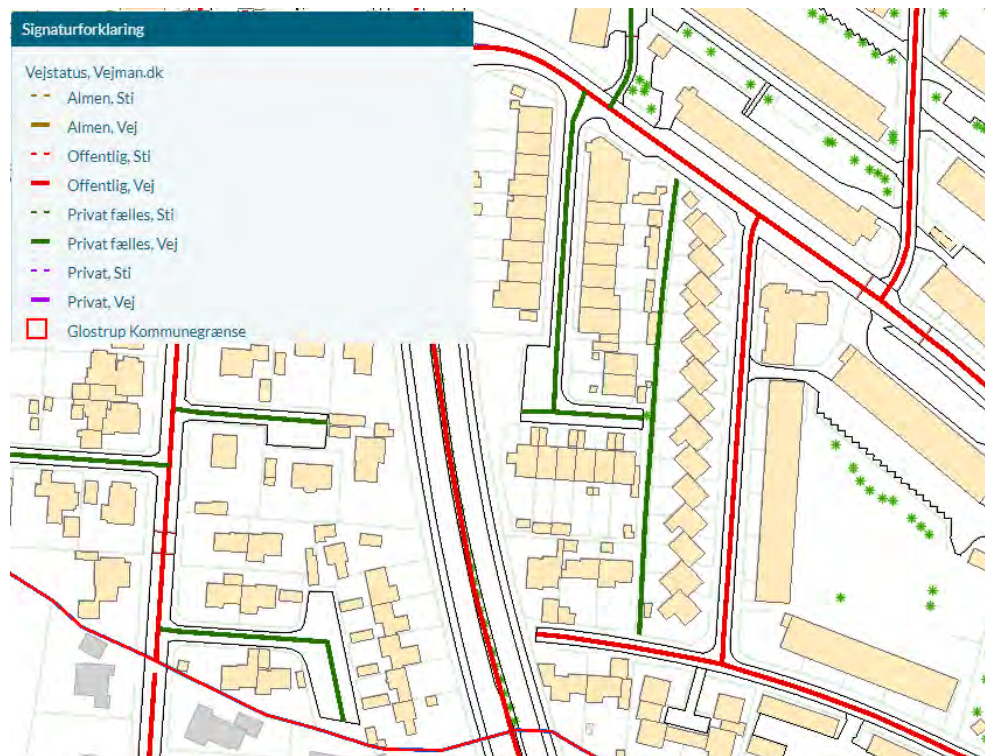 Signaturforklaring
Vejstatus, Vejman.dk
Almen, Sti
Almen, Vej
Offentlig, Sti
Offentlig, Vej
Privat fælles, Sti
Privat fælles, Vej
Privat, Sti
Privat, Vej
Glostrup Kommunegrænse